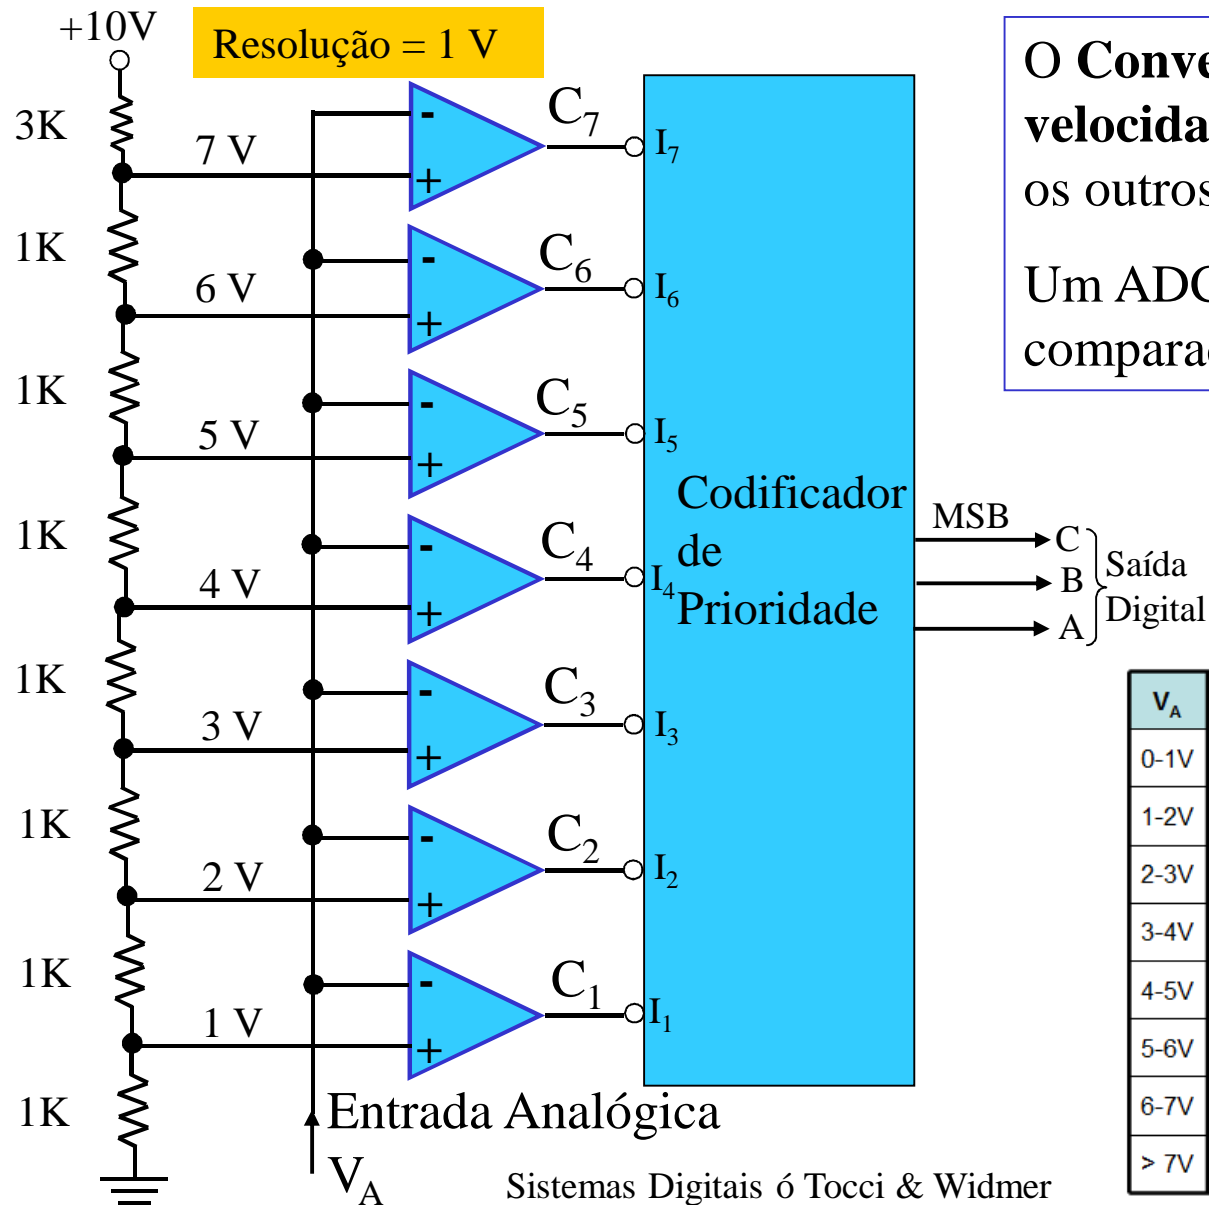 +10V
Resolução = 1 V
O Conve
velocida
os outros
Um ADC
comparad
3K
7 V
- +
C7
I7
1K
6 V
- +
C6
I6
1K
5 V
- +
C5
I5
1K
4 V
- +
C4
I4
1K
3 V
- +
C3
I3
1K
2 V
- +
C2
I2
1K
1 V
- +
C1
I1
1K
Codificador
de
Prioridade
MSB
C
B
A
Saída
Digital
Entrada Analógica
VA
VA
0-1V
1-2V
2-3V
3-4V
4-5V
5-6V
6-7V
> 7V
Sistemas Digitais ó Tocci & Widmer